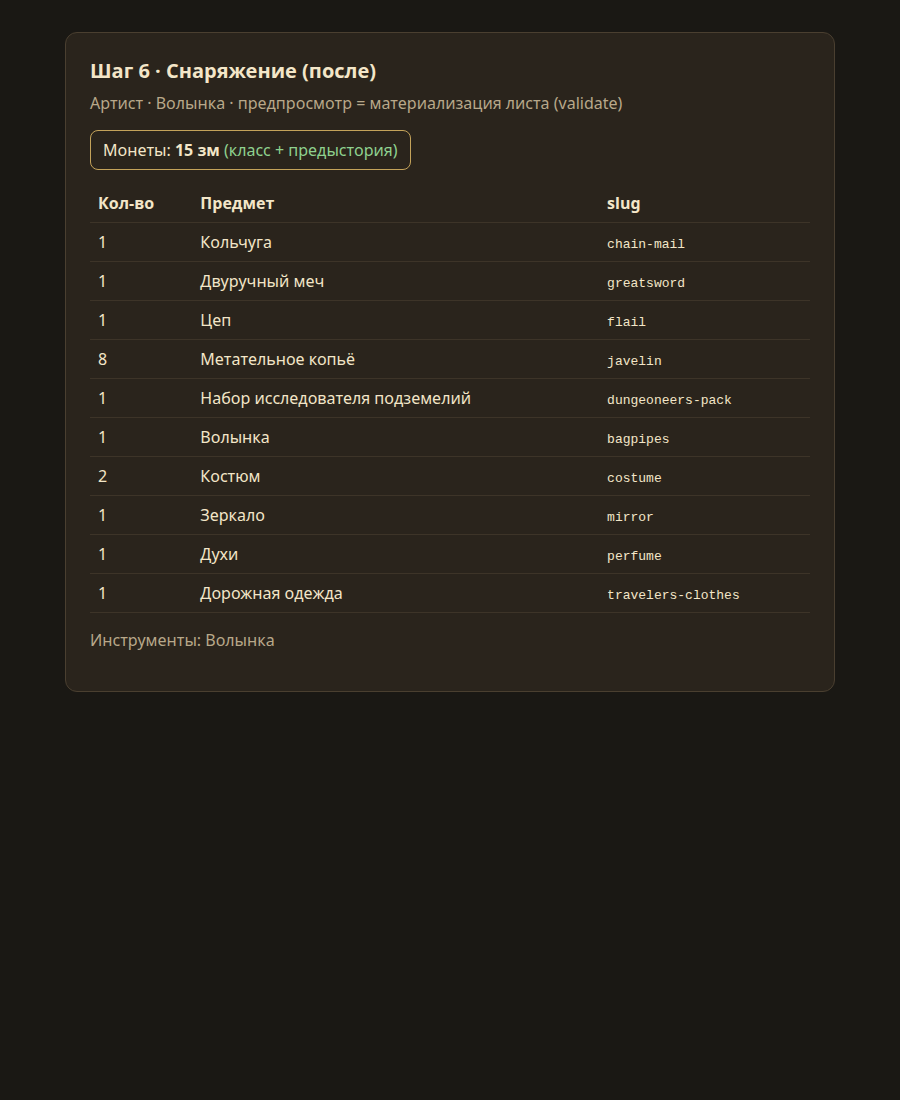 Шаг 6 · Снаряжение (после)
Артист · Волынка · предпросмотр = материализация листа (validate)
Монеты: 15 зм (класс + предыстория)
Кол-во Предмет slug
1 Кольчуга chain-mail
1 Двуручный меч greatsword
1 Цеп flail
8 Метательное копьё javelin
1 Набор исследователя подземелий dungeoneers-pack
1 Волынка bagpipes
2 Костюм costume
1 Зеркало mirror
1 Духи perfume
1 Дорожная одежда travelers-clothes
Инструменты: Волынка